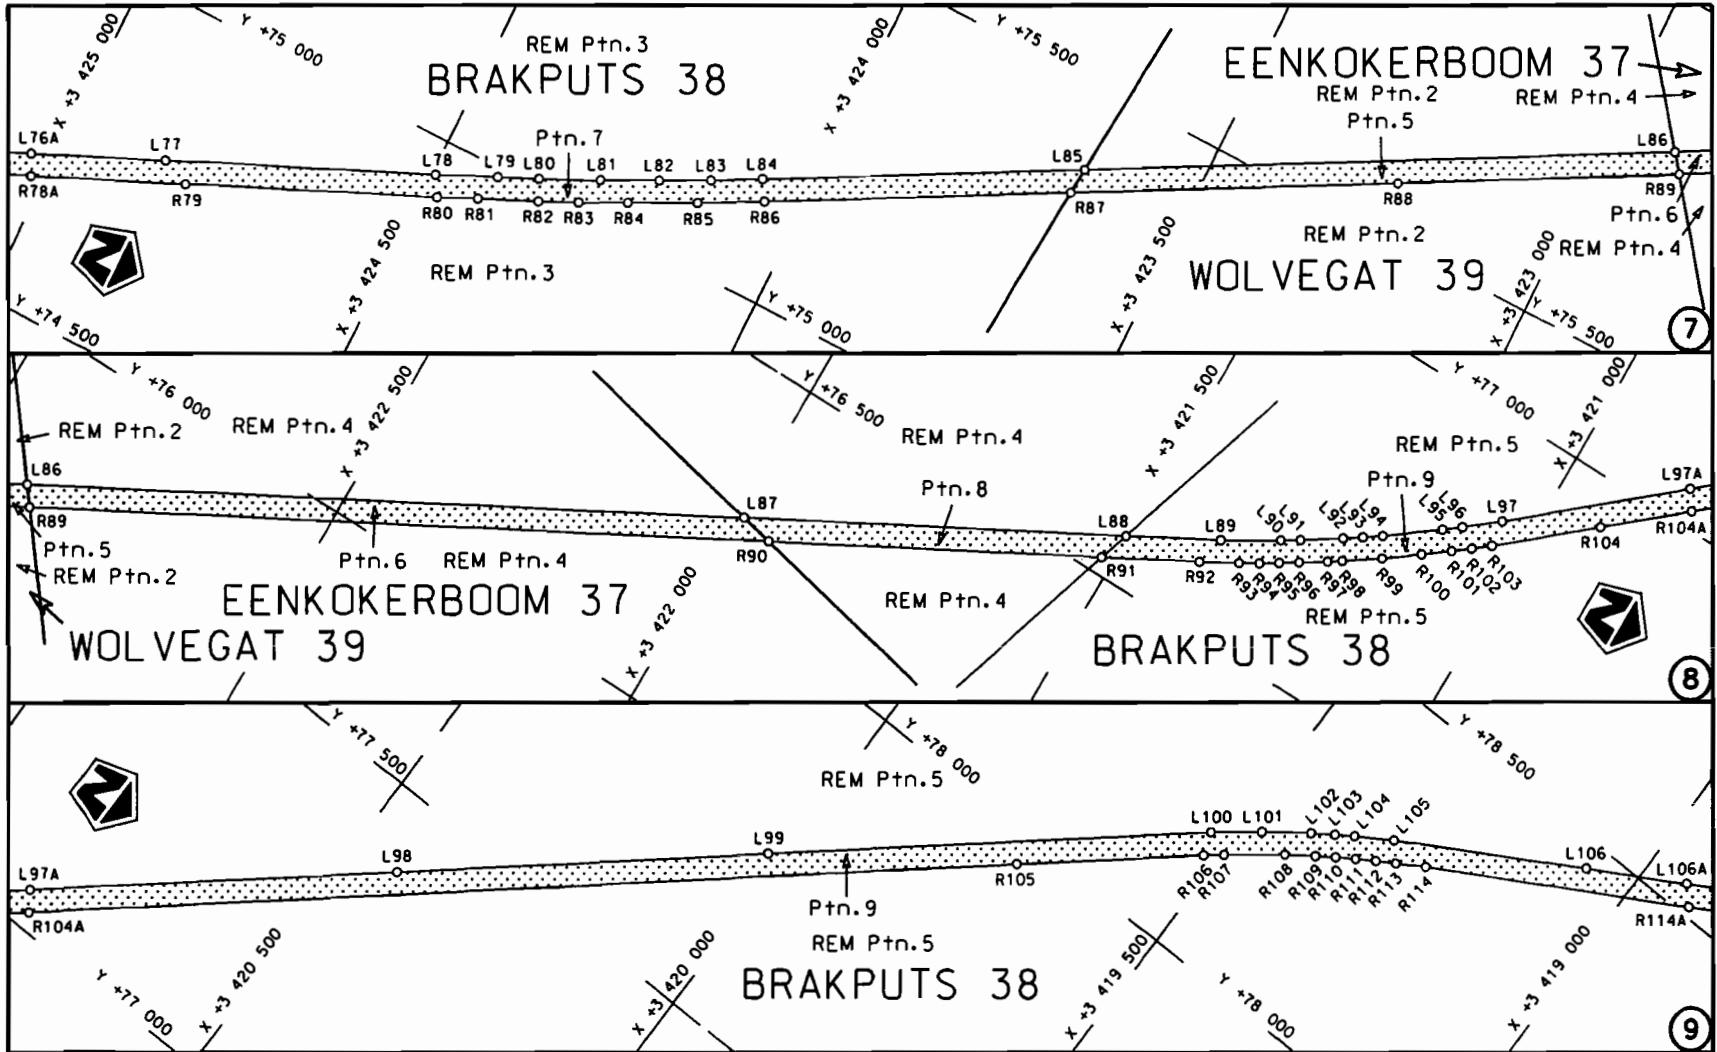 X +3 425 000
Y +75 000
REM Ptn.3
BRAKPUTS 38
X +3 424 000
Y +75 500
EENKOKERBOOM 37
REM Ptn.2
REM Ptn.4
Ptn.5
Ptn.7
L76A
L77
L78
L79
L80
L81
L82
L83
L84
L85
L86
R78A
R79
R80
R81
R82
R83
R84
R85
R86
R87
R88
R89
Ptn.6
REM Ptn.4
REM Ptn.2
WOLVEGAT 39
REM Ptn.3
N
X +3 424 500
X +3 423 500
X +3 423 000
Y +74 500
Y +75 000
Y +75 500
7
Y +76 000
X +3 422 500
Y +76 500
X +3 421 500
Y +77 000
X +3 421 000
REM Ptn.2
REM Ptn.4
REM Ptn.4
REM Ptn.5
Ptn.8
Ptn.9
L86
L87
L88
L89
L90
L91
L92
L93
L94
L95
L96
L97
L97A
R89
R90
R91
R92
R93
R94
R95
R96
R97
R98
R99
R100
R101
R102
R103
R104
R104A
Ptn.5
REM Ptn.2
Ptn.6
REM Ptn.4
REM Ptn.4
REM Ptn.5
EENKOKERBOOM 37
WOLVEGAT 39
X +3 422 000
BRAKPUTS 38
N
8
Y +77 500
Y +78 000
Y +78 500
N
REM Ptn.5
L97A
L98
L99
L100
L101
L102
L103
L104
L105
L106
L106A
R104A
R105
R106
R107
R108
R109
R110
R111
R112
R113
R114
R114A
Ptn.9
REM Ptn.5
BRAKPUTS 38
Y +77 000
X +3 420 500
X +3 420 000
X +3 419 500
Y +78 000
X +3 419 000
9